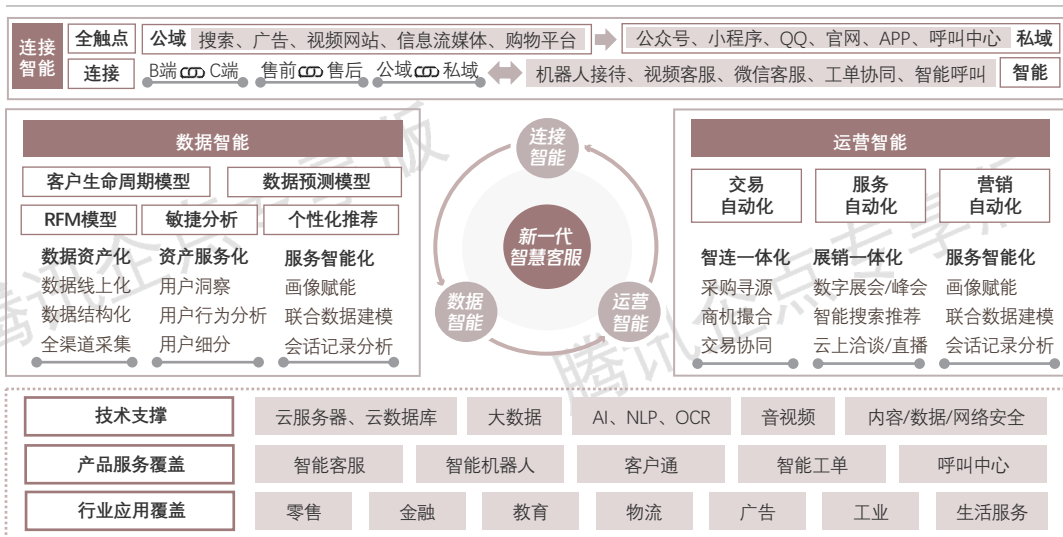 连接
智能
全触点
公域 搜索、广告、视频网站、信息流媒体、购物平台
公众号、小程序、QQ、官网、APP、呼叫中心 私域
连接
B端 C端
售前 售后
公域 私域
机器人接待、视频客服、微信客服、工单协同、智能呼叫
智能
数据智能
客户生命周期模型
数据预测模型
RFM模型
敏捷分析
个性化推荐
数据资产化
数据线上化
数据结构化
全渠道采集
资产服务化
用户洞察
用户行为分析
用户细分
服务智能化
画像赋能
联合数据建模
会话记录分析
连接
智能
新一代
智慧客服
数据
智能
运营
智能
运营智能
交易
自动化
服务
自动化
营销
自动化
智连一体化
采购寻源
商机撮合
交易协同
展销一体化
数字展会/峰会
智能搜索推荐
云上洽谈/直播
服务智能化
画像赋能
联合数据建模
会话记录分析
技术支撑
云服务器、云数据库
大数据
AI、NLP、OCR
音视频
内容/数据/网络安全
产品服务覆盖
智能客服
智能机器人
客户通
智能工单
呼叫中心
行业应用覆盖
零售
金融
教育
物流
广告
工业
生活服务
腾讯企点专享版
腾讯企点专享版